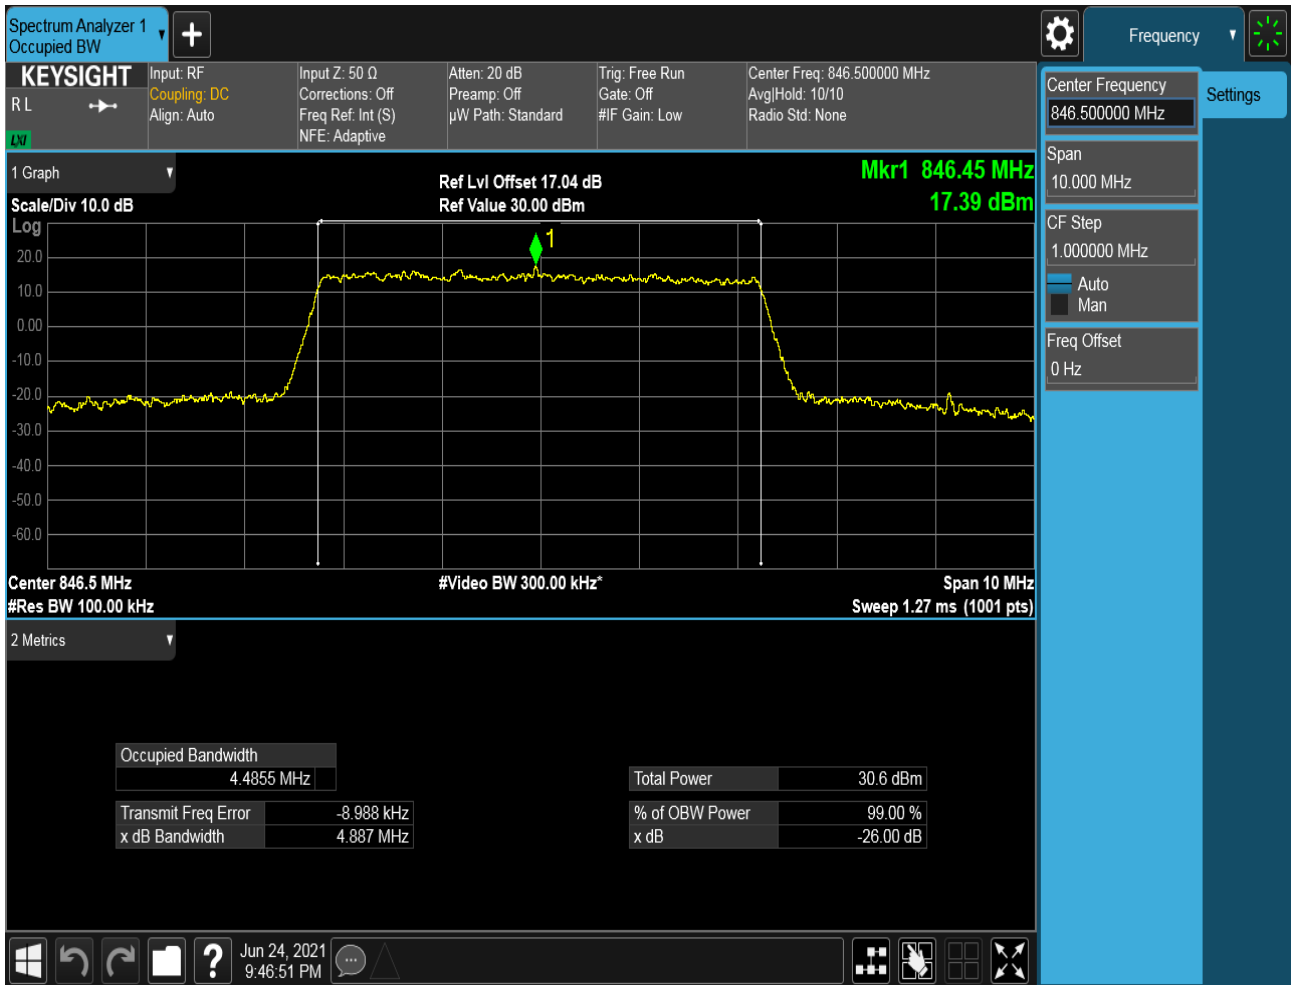 Spectrum Analyzer 1
Occupied BW
+
Frequency
KEYSIGHT
R L
LXI
Input: RF
Coupling: DC
Align: Auto
Input Z: 50 Ω
Corrections: Off
Freq Ref: Int (S)
NFE: Adaptive
Atten: 20 dB
Preamp: Off
µW Path: Standard
Trig: Free Run
Gate: Off
#IF Gain: Low
Center Freq: 846.500000 MHz
Avg|Hold: 10/10
Radio Std: None
Center Frequency
846.500000 MHz
Settings
Span
10.000 MHz
CF Step
1.000000 MHz
Auto
Man
Freq Offset
0 Hz
1 Graph
Scale/Div 10.0 dB
Ref Lvl Offset 17.04 dB
Ref Value 30.00 dBm
Mkr1 846.45 MHz
17.39 dBm
Log
1
20.0
10.0
0.00
-10.0
-20.0
-30.0
-40.0
-50.0
-60.0
Center 846.5 MHz
#Res BW 100.00 kHz
#Video BW 300.00 kHz*
Span 10 MHz
Sweep 1.27 ms (1001 pts)
2 Metrics
Occupied Bandwidth
4.4855 MHz
Transmit Freq Error -8.988 kHz
x dB Bandwidth 4.887 MHz
Total Power 30.6 dBm
% of OBW Power 99.00 %
x dB -26.00 dB
?
Jun 24, 2021
9:46:51 PM